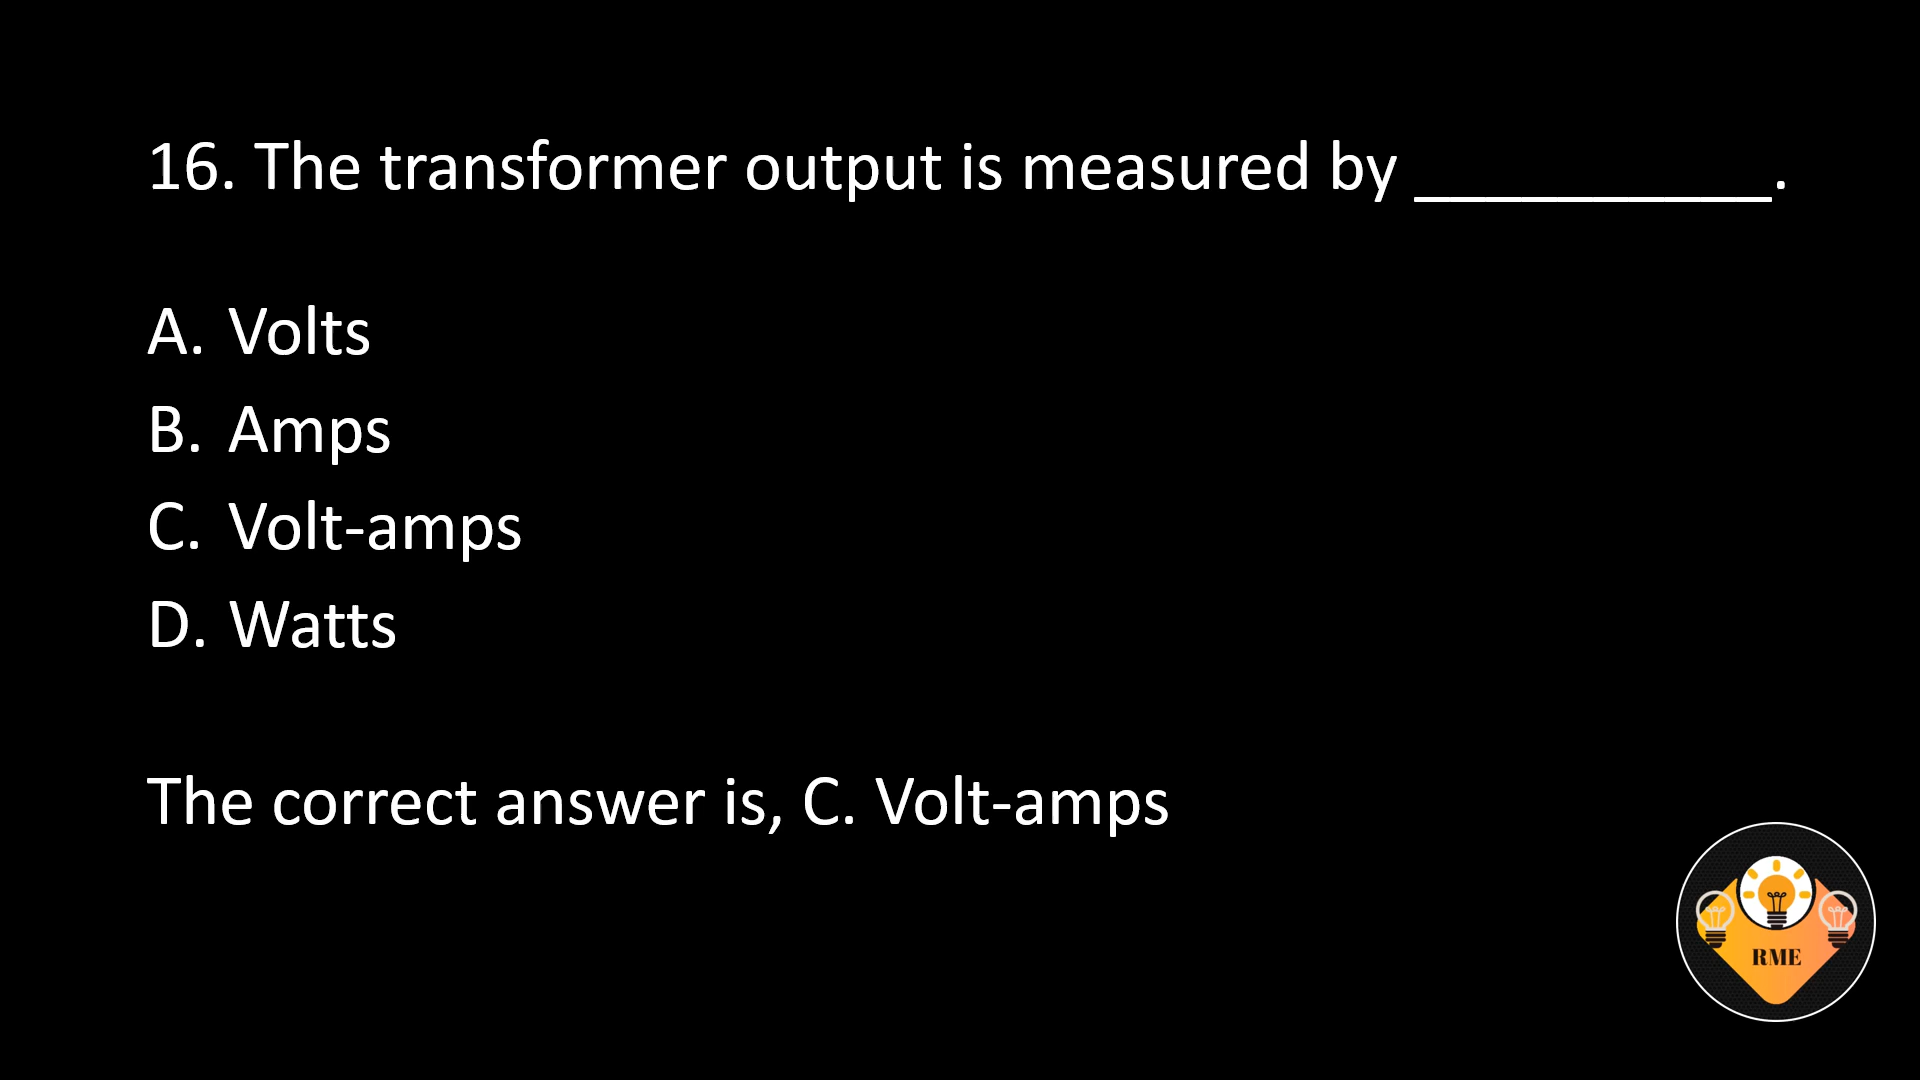 16. The transformer output is measured by ___________.
A. Volts
B. Amps
C. Volt-amps
D. Watts
The correct answer is, C. Volt-amps
RME